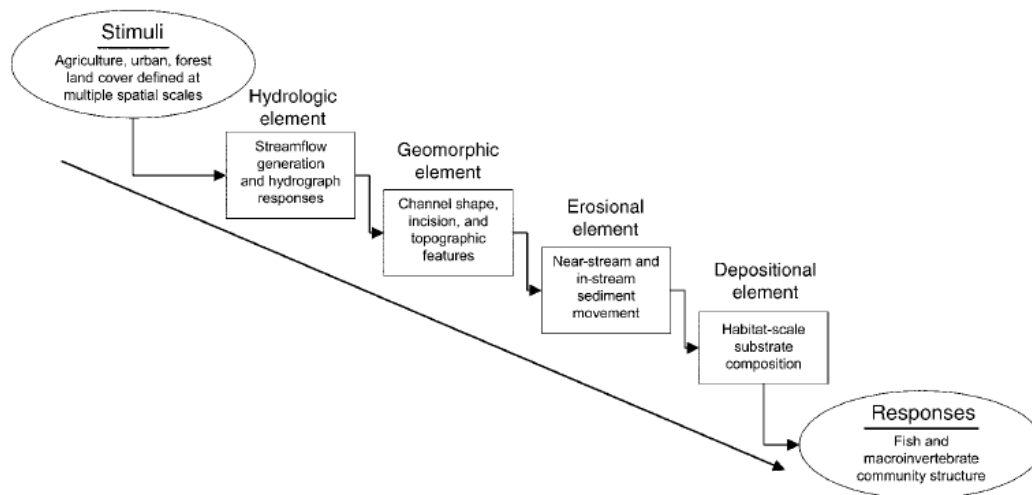 Stimuli
Agriculture, urban, forest
land cover defined at
multiple spatial scales
Hydrologic
element
Streamflow
generation
and hydrograph
responses
Geomorphic
element
Channel shape,
incision, and
topographic
features
Erosional
element
Near-stream and
in-stream
sediment
movement
Depositional
element
Habitat-scale
substrate
composition
Responses
Fish and
macroinvertebrate
community structure